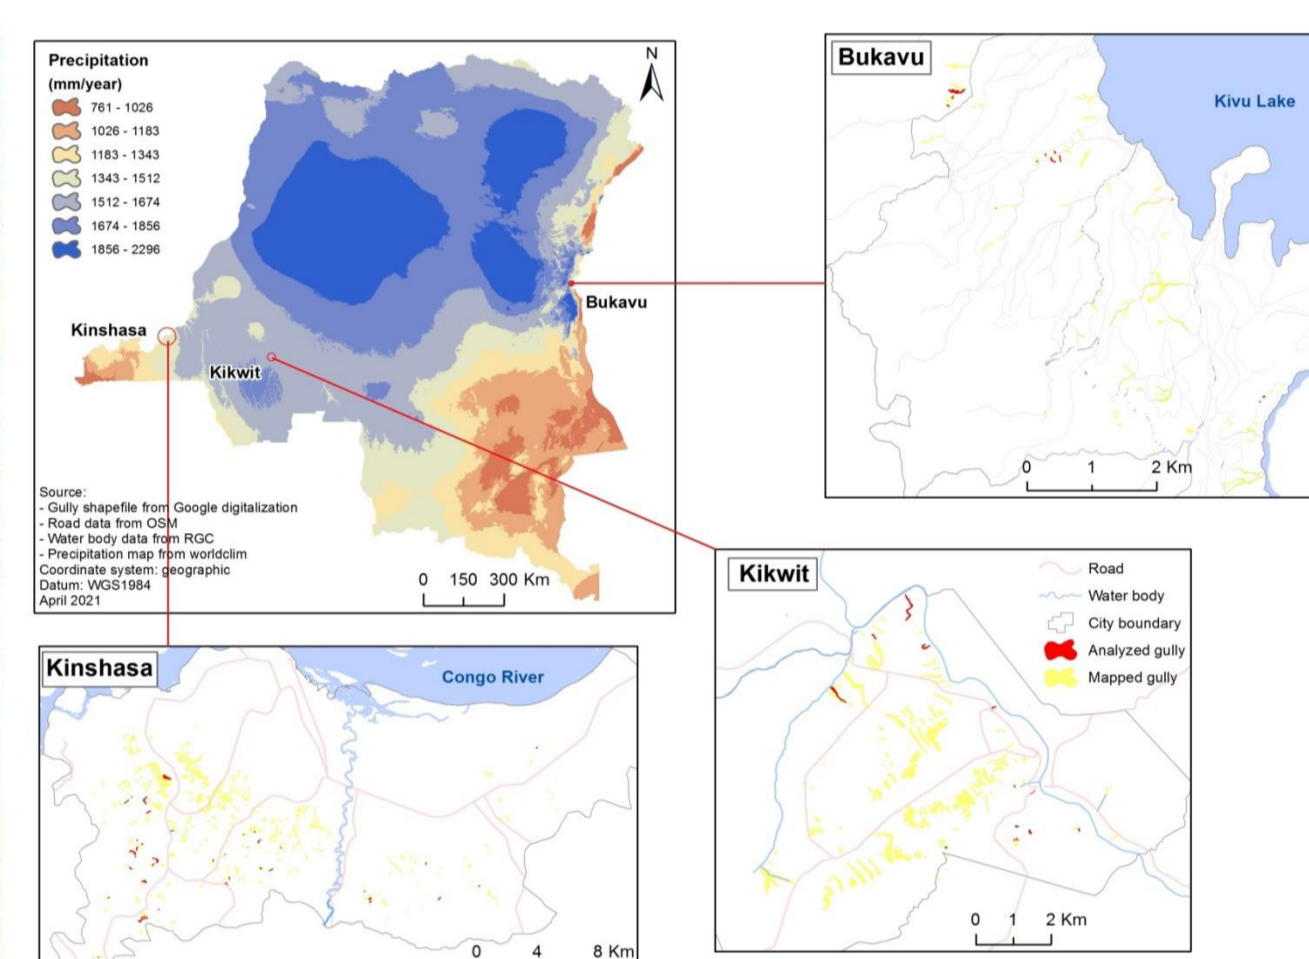 Precipitation
(mm/year)
761 - 1026
1026 - 1183
1183 - 1343
1343 - 1512
1512 - 1674
1674 - 1856
1856 - 2296
N
Kinshasa
Kikwit
Bukavu
Source:
- Gully shapefile from Google digitalization
- Road data from OSM
- Water body data from RGC
- Precipitation map from worldclim
Coordinate system: geographic
Datum: WGS1984
April 2021
0 150 300 Km
Bukavu
Kivu Lake
0 1 2 Km
Kinshasa
Congo River
0 4 8 Km
Kikwit
Road
Water body
City boundary
Analyzed gully
Mapped gully
0 1 2 Km